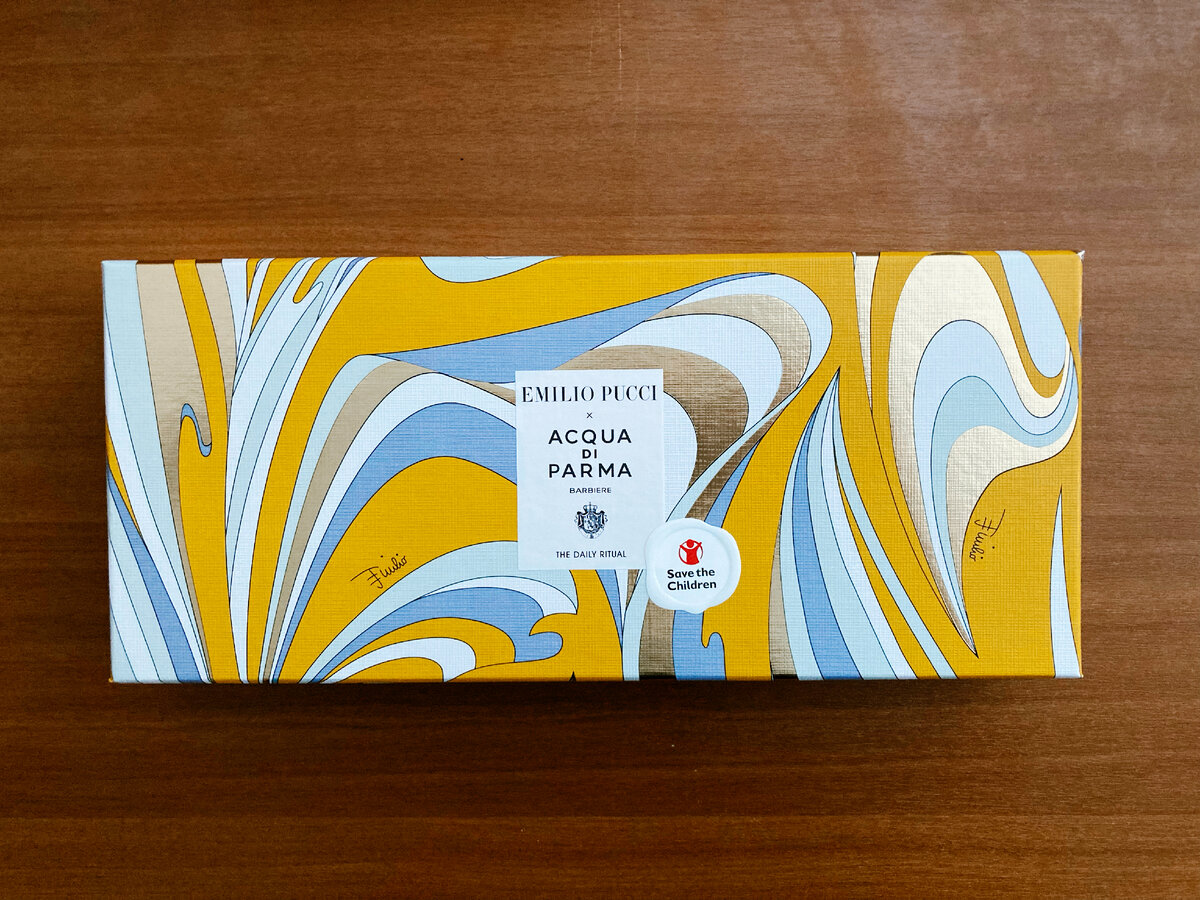 EMILIO PUCCI
x
ACQUA
DI
PARMA
BARBIERE
THE DAILY RITUAL
Save the
Children
Emilio
Emilio